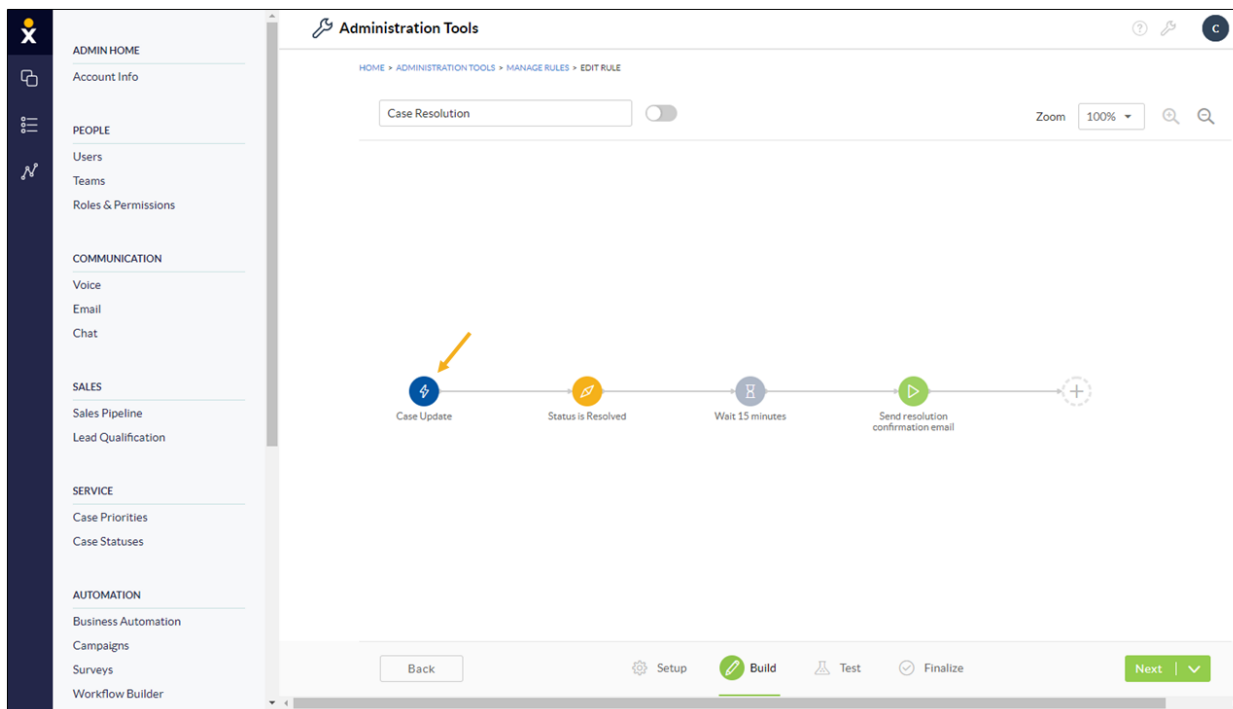 Administration Tools
C
ADMIN HOME
Account Info
PEOPLE
Users
Teams
Roles & Permissions
COMMUNICATION
Voice
Email
Chat
SALES
Sales Pipeline
Lead Qualification
SERVICE
Case Priorities
Case Statuses
AUTOMATION
Business Automation
Campaigns
Surveys
Workflow Builder
HOME > ADMINISTRATION TOOLS > MANAGE RULES > EDIT RULE
Case Resolution
Zoom 100%
Case Update
Status is Resolved
Wait 15 minutes
Send resolution
confirmation email
Back
Setup
Build
Test
Finalize
Next